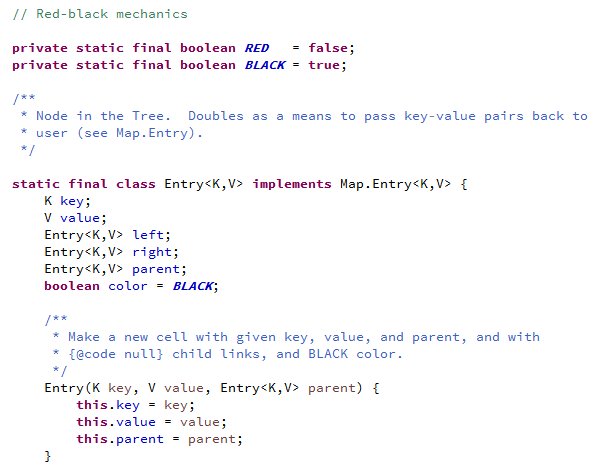 // Red-black mechanics
private static final boolean RED   = false;
private static final boolean BLACK = true;
/**
 * Node in the Tree.  Doubles as a means to pass key-value pairs back to
 * user (see Map.Entry).
 */
static final class Entry<K,V> implements Map.Entry<K,V> {
    K key;
    V value;
    Entry<K,V> left;
    Entry<K,V> right;
    Entry<K,V> parent;
    boolean color = BLACK;
    /**
     * Make a new cell with given key, value, and parent, and with
     * {@code null} child links, and BLACK color.
     */
    Entry(K key, V value, Entry<K,V> parent) {
        this.key = key;
        this.value = value;
        this.parent = parent;
    }